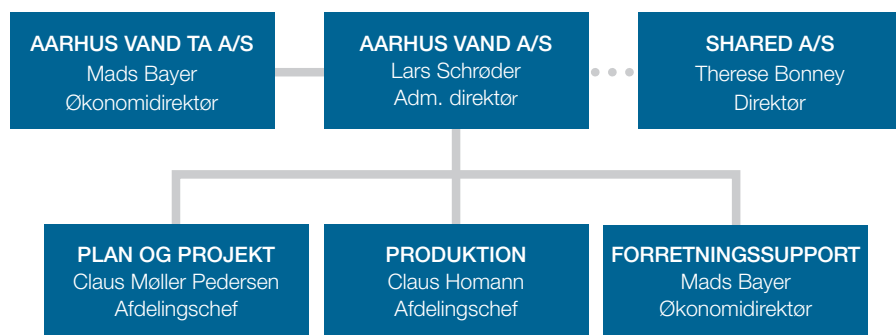 AARHUS VAND TA A/S
Mads Bayer
Økonomidirektør
AARHUS VAND A/S
Lars Schrøder
Adm. direktør
SHARED A/S
Therese Bonney
Direktør
PLAN OG PROJEKT
Claus Møller Pedersen
Afdelingschef
PRODUKTION
Claus Homann
Afdelingschef
FORRETNINGSSUPPORT
Mads Bayer
Økonomidirektør